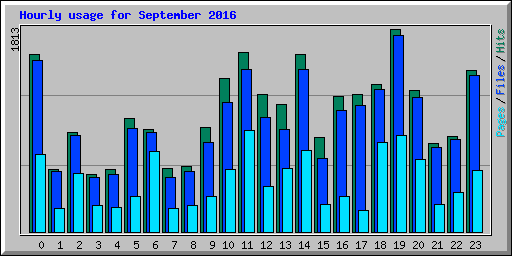 Hourly usage for September 2016
1813
Pages/Files/Hits
0 1 2 3 4 5 6 7 8 9 10 11 12 13 14 15 16 17 18 19 20 21 22 23